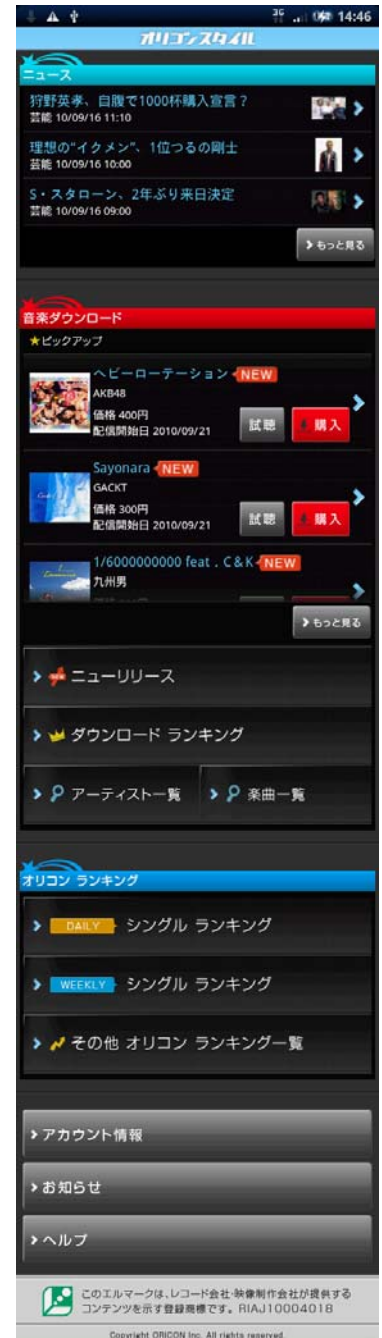 14:46
オリコンスタイル
ニュース
狩野英孝、自腹で1000杯購入宣言？
芸能 10/09/16 11:10
理想の"イクメン"、1位つるの剛士
芸能 10/09/16 10:00
S・スタローン、2年ぶり来日決定
芸能 10/09/16 09:00
もっと見る
音楽ダウンロード
★ピックアップ
ヘビーローテーション NEW
AKB48
価格 400円
配信開始日 2010/09/21
試聴 購入
Sayonara NEW
GACKT
価格 300円
配信開始日 2010/09/21
試聴 購入
1/6000000000 feat . C＆K NEW
九州男
もっと見る
ニューリリース
ダウンロード ランキング
アーティスト一覧 楽曲一覧
オリコン ランキング
DAILY シングル ランキング
WEEKLY シングル ランキング
その他 オリコン ランキング一覧
アカウント情報
お知らせ
ヘルプ
このエルマークは、レコード会社・映像制作会社が提供する
コンテンツを示す登録商標です。RIAJ10004018
Copyright ORICON Inc. All rights reserved.